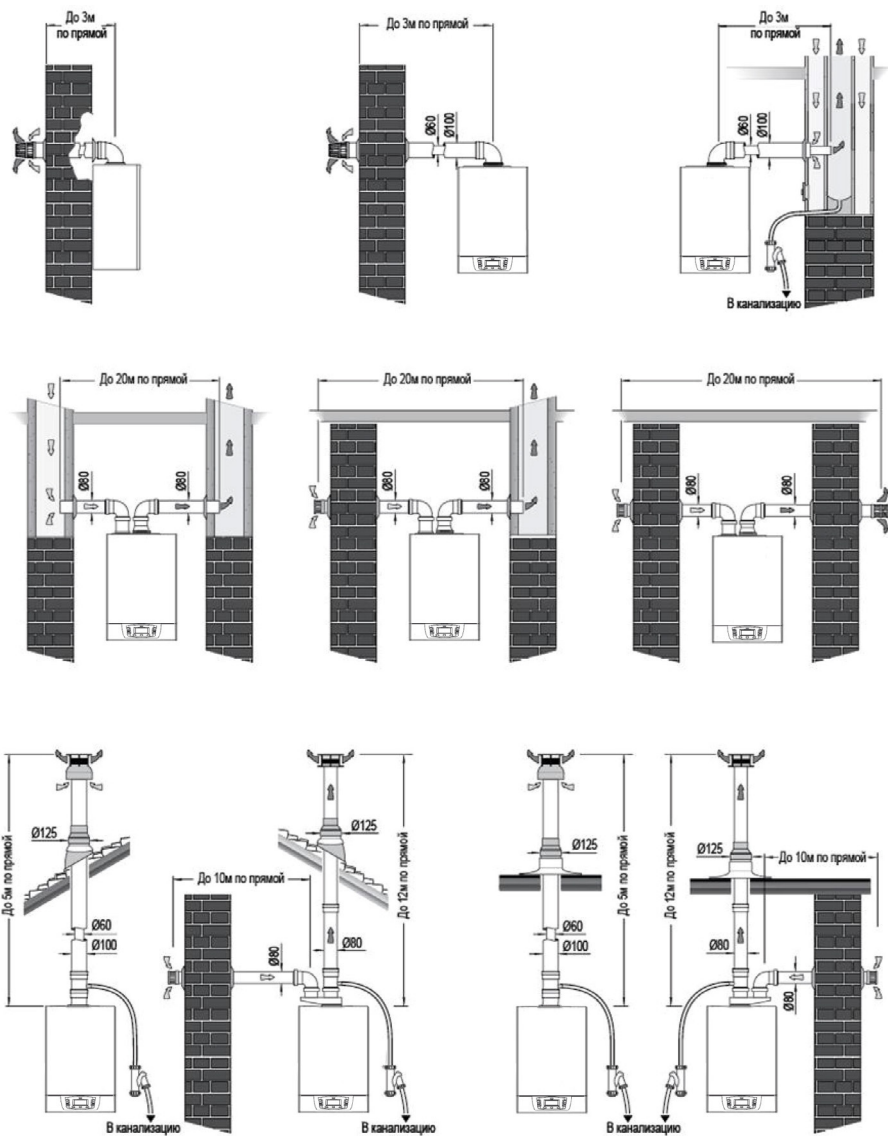 До 3м
по прямой
До 3м по прямой
Ø60
Ø100
До 3м
по прямой
Ø60
Ø100
В канализацию
До 20м по прямой
Ø80
Ø80
До 20м по прямой
Ø80
Ø80
До 20м по прямой
Ø80
Ø80
До 5м по прямой
Ø125
Ø60
Ø100
В канализацию
До 10м по прямой
Ø80
Ø125
Ø80
До 12м по прямой
В канализацию
Ø125
Ø60
Ø100
До 5м по прямой
В канализацию
До 12м по прямой
Ø125
До 10м по прямой
Ø80
Ø80
В канализацию